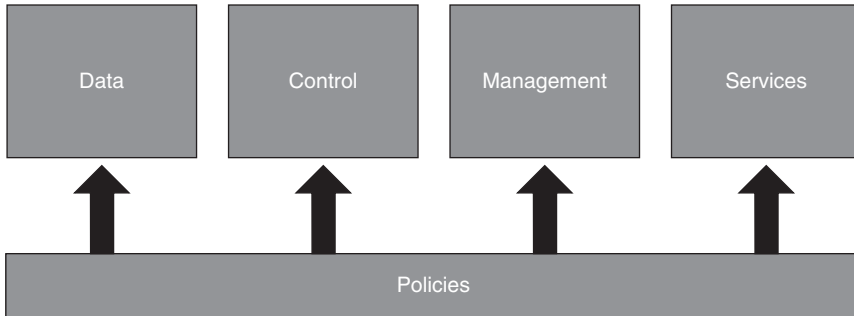 Data
Control
Management
Services
Policies